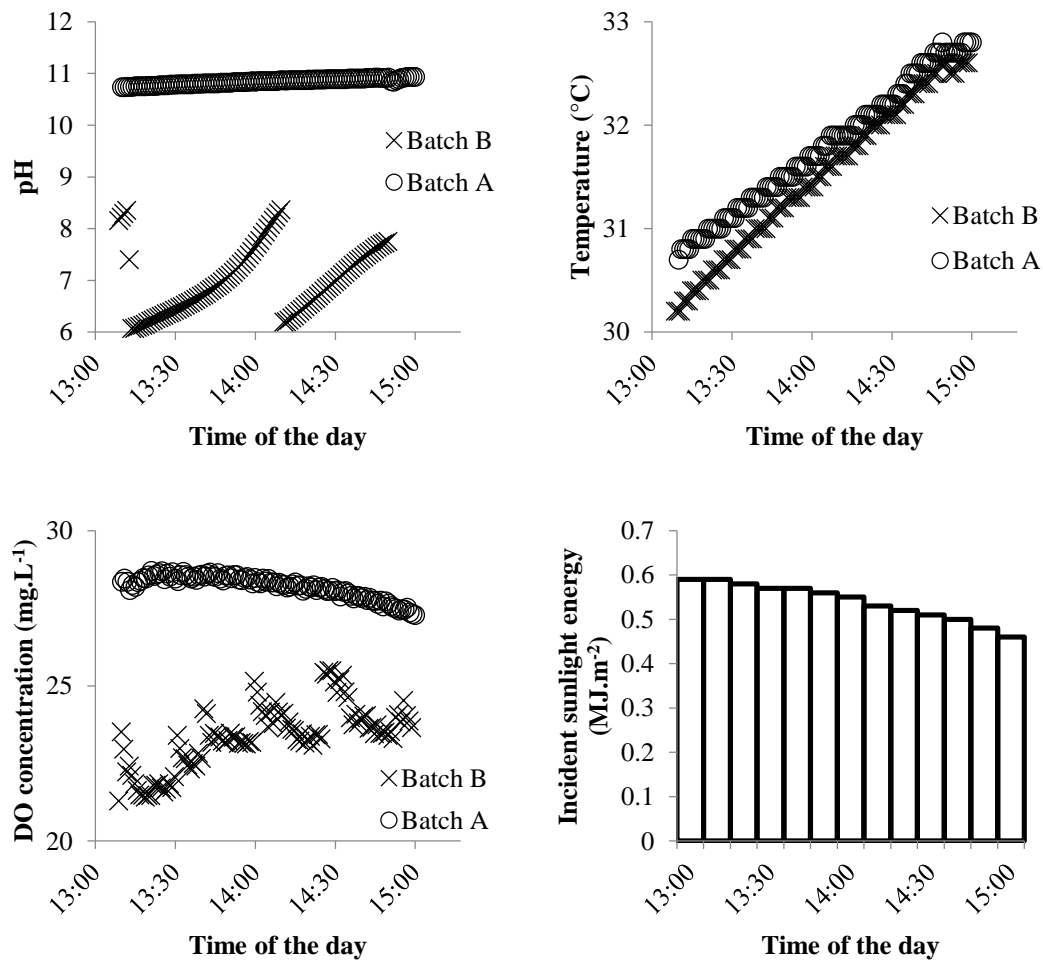 12
11
10
9
8
7
6
pH
Batch B
Batch A
13:00
13:30
14:00
14:30
15:00
Time of the day
33
32
31
30
Temperature (°C)
Batch B
Batch A
13:00
13:30
14:00
14:30
15:00
Time of the day
30
25
20
DO concentration (mg.L-1)
Batch B
Batch A
13:00
13:30
14:00
14:30
15:00
Time of the day
0.7
0.6
0.5
0.4
0.3
0.2
0.1
0
Incident sunlight energy
(MJ.m-2)
13:00
13:30
14:00
14:30
15:00
Time of the day